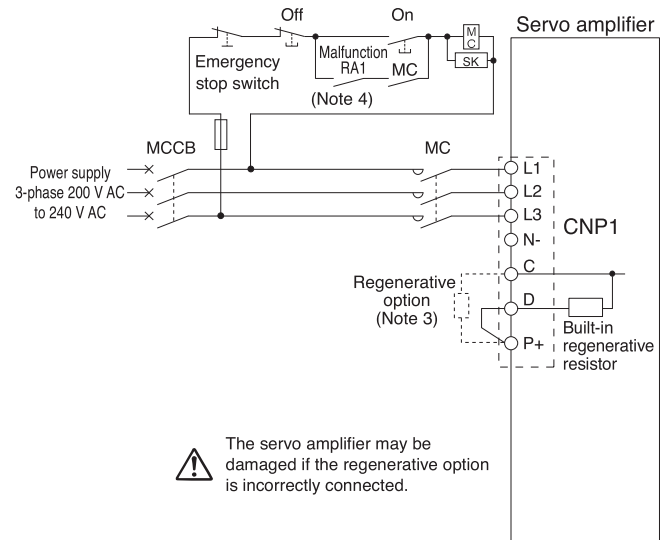 Off
On
Servo amplifier
Emergency
stop switch
Malfunction
RA1
MC
(Note 4)
M
C
SK
MCCB
MC
Power supply
3-phase 200 V AC
to 240 V AC
L1
L2
L3
N-
CNP1
C
D
P+
Regenerative
option
(Note 3)
Built-in
regenerative
resistor
The servo amplifier may be
damaged if the regenerative option
is incorrectly connected.